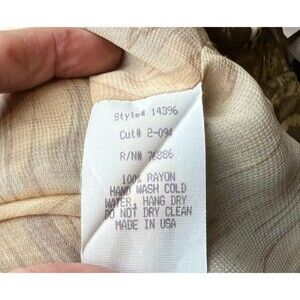 Style# 14396
Cut# 2-09#
R/N# 76886
100% RAYON
HAND WASH COLD
WATER, HANG DRY
DO NOT DRY CLEAN
MADE IN USA